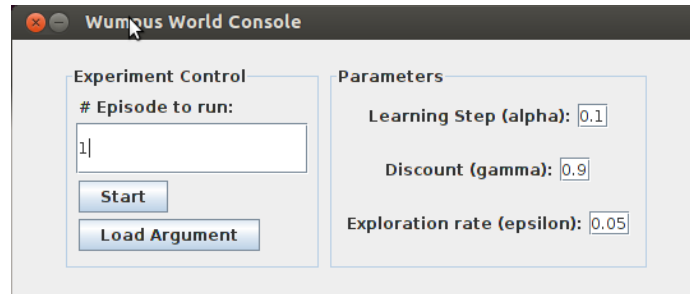 Wumpus World Console
Experiment Control
# Episode to run:
1
Start
Load Argument
Parameters
Learning Step (alpha): 0.1
Discount (gamma): 0.9
Exploration rate (epsilon): 0.05